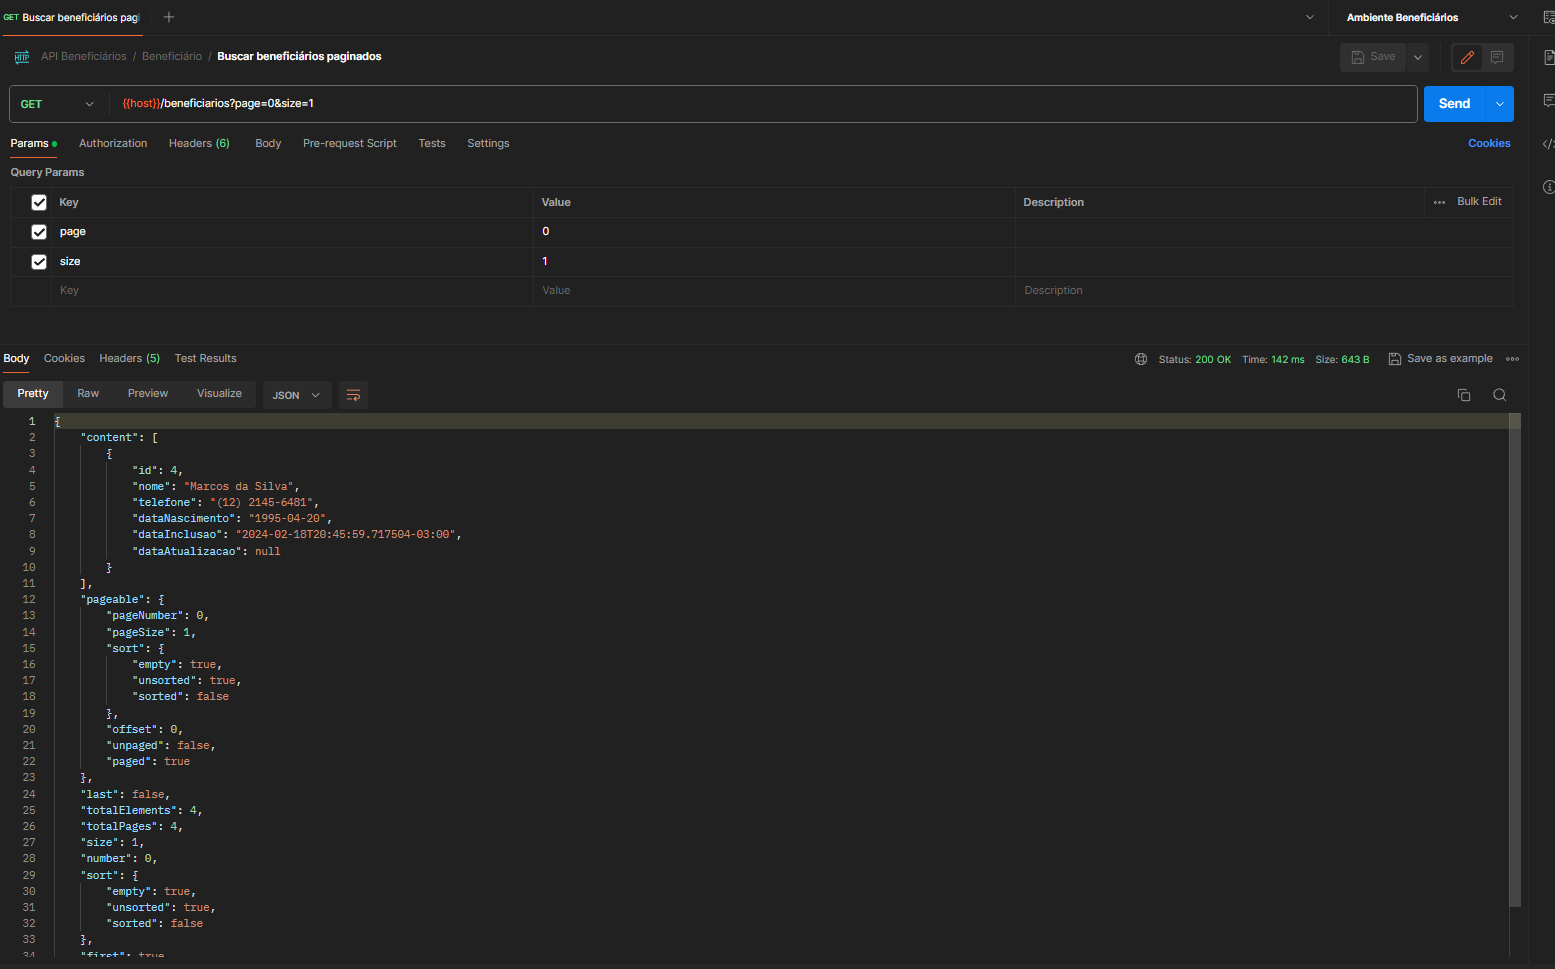 GET Buscar beneficiários pagi
Ambiente Beneficiários
HTTP API Beneficiários / Beneficiário / Buscar beneficiários paginados
Save
GET {{host}}/beneficiarios?page=0&size=1
Send
Params Authorization Headers (6) Body Pre-request Script Tests Settings
Cookies
Query Params
Key Value Description
Bulk Edit
page 0
size 1
Key Value Description
Body Cookies Headers (5) Test Results
Status: 200 OK Time: 142 ms Size: 643 B Save as example
Pretty Raw Preview Visualize JSON
1 {
2 "content": [
3 {
4 "id": 4,
5 "nome": "Marcos da Silva",
6 "telefone": "(12) 2145-6481",
7 "dataNascimento": "1995-04-20",
8 "dataInclusao": "2024-02-18T20:45:59.717504-03:00",
9 "dataAtualizacao": null
10 }
11 ],
12 "pageable": {
13 "pageNumber": 0,
14 "pageSize": 1,
15 "sort": {
16 "empty": true,
17 "unsorted": true,
18 "sorted": false
19 },
20 "offset": 0,
21 "unpaged": false,
22 "paged": true
23 },
24 "last": false,
25 "totalElements": 4,
26 "totalPages": 4,
27 "size": 1,
28 "number": 0,
29 "sort": {
30 "empty": true,
31 "unsorted": true,
32 "sorted": false
33 },
34 "first": true